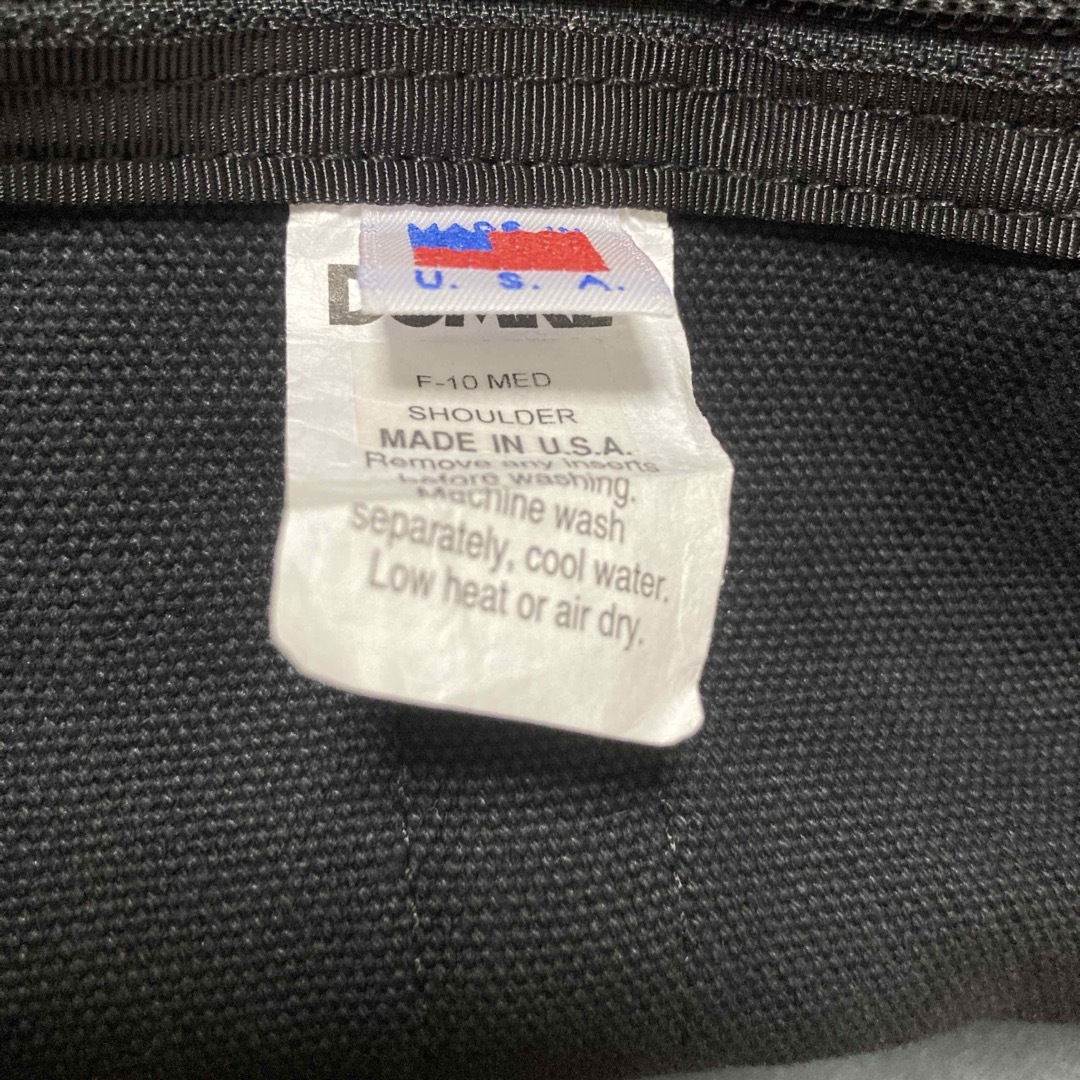 MADE IN
U. S. A.
DOMKE
F-10 MED
SHOULDER
MADE IN U.S.A.
Remove any inserts
before washing.
Machine wash
separately, cool water.
Low heat or air dry.